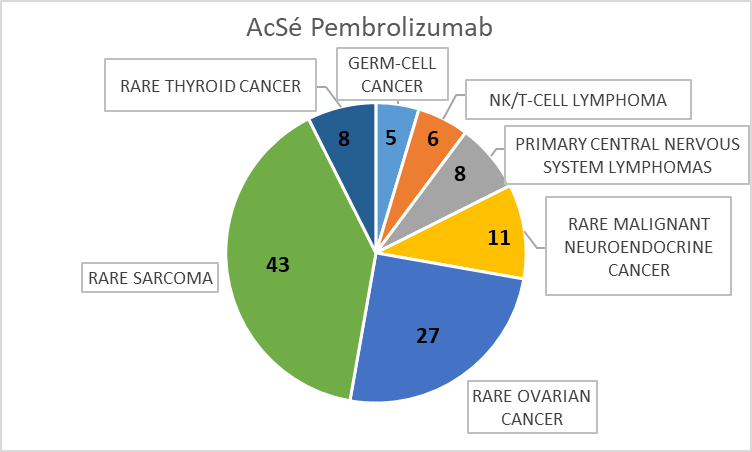 AcSé Pembrolizumab
GERM-CELL
CANCER
RARE THYROID CANCER
NK/T-CELL LYMPHOMA
PRIMARY CENTRAL NERVOUS
SYSTEM LYMPHOMAS
RARE MALIGNANT
NEUROENDOCRINE
CANCER
RARE SARCOMA
RARE OVARIAN
CANCER
8
5
6
8
11
43
27